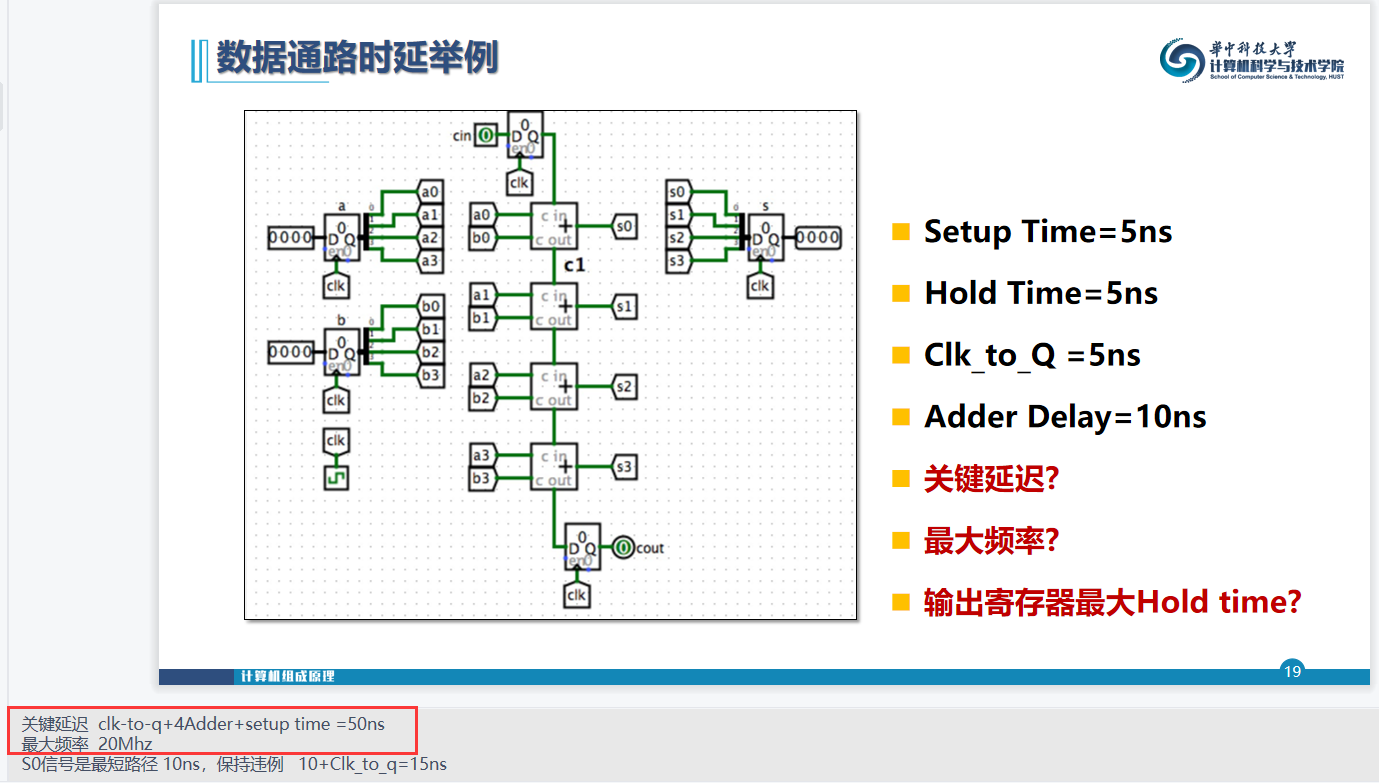 数据通路时延举例
华中科技大学
计算机科学与技术学院
School of Computer Science & Technology, HUST
cin
0
0
D Q
en0
clk
a
0000
0
D Q
en0
clk
a0
a1
a2
a3
b
0000
0
D Q
en0
clk
b0
b1
b2
b3
clk
a0
b0
c in
+
c out
s0
c1
a1
b1
c in
+
c out
s1
a2
b2
c in
+
c out
s2
a3
b3
c in
+
c out
s3
0
D Q
en0
clk
0
cout
s0
s1
s2
s3
s
0
D Q
en0
clk
0000
Setup Time=5ns
Hold Time=5ns
Clk_to_Q =5ns
Adder Delay=10ns
关键延迟?
最大频率?
输出寄存器最大Hold time?
计算机组成原理
19
关键延迟 clk-to-q+4Adder+setup time =50ns
最大频率 20Mhz
S0信号是最短路径 10ns，保持违例 10+Clk_to_q=15ns